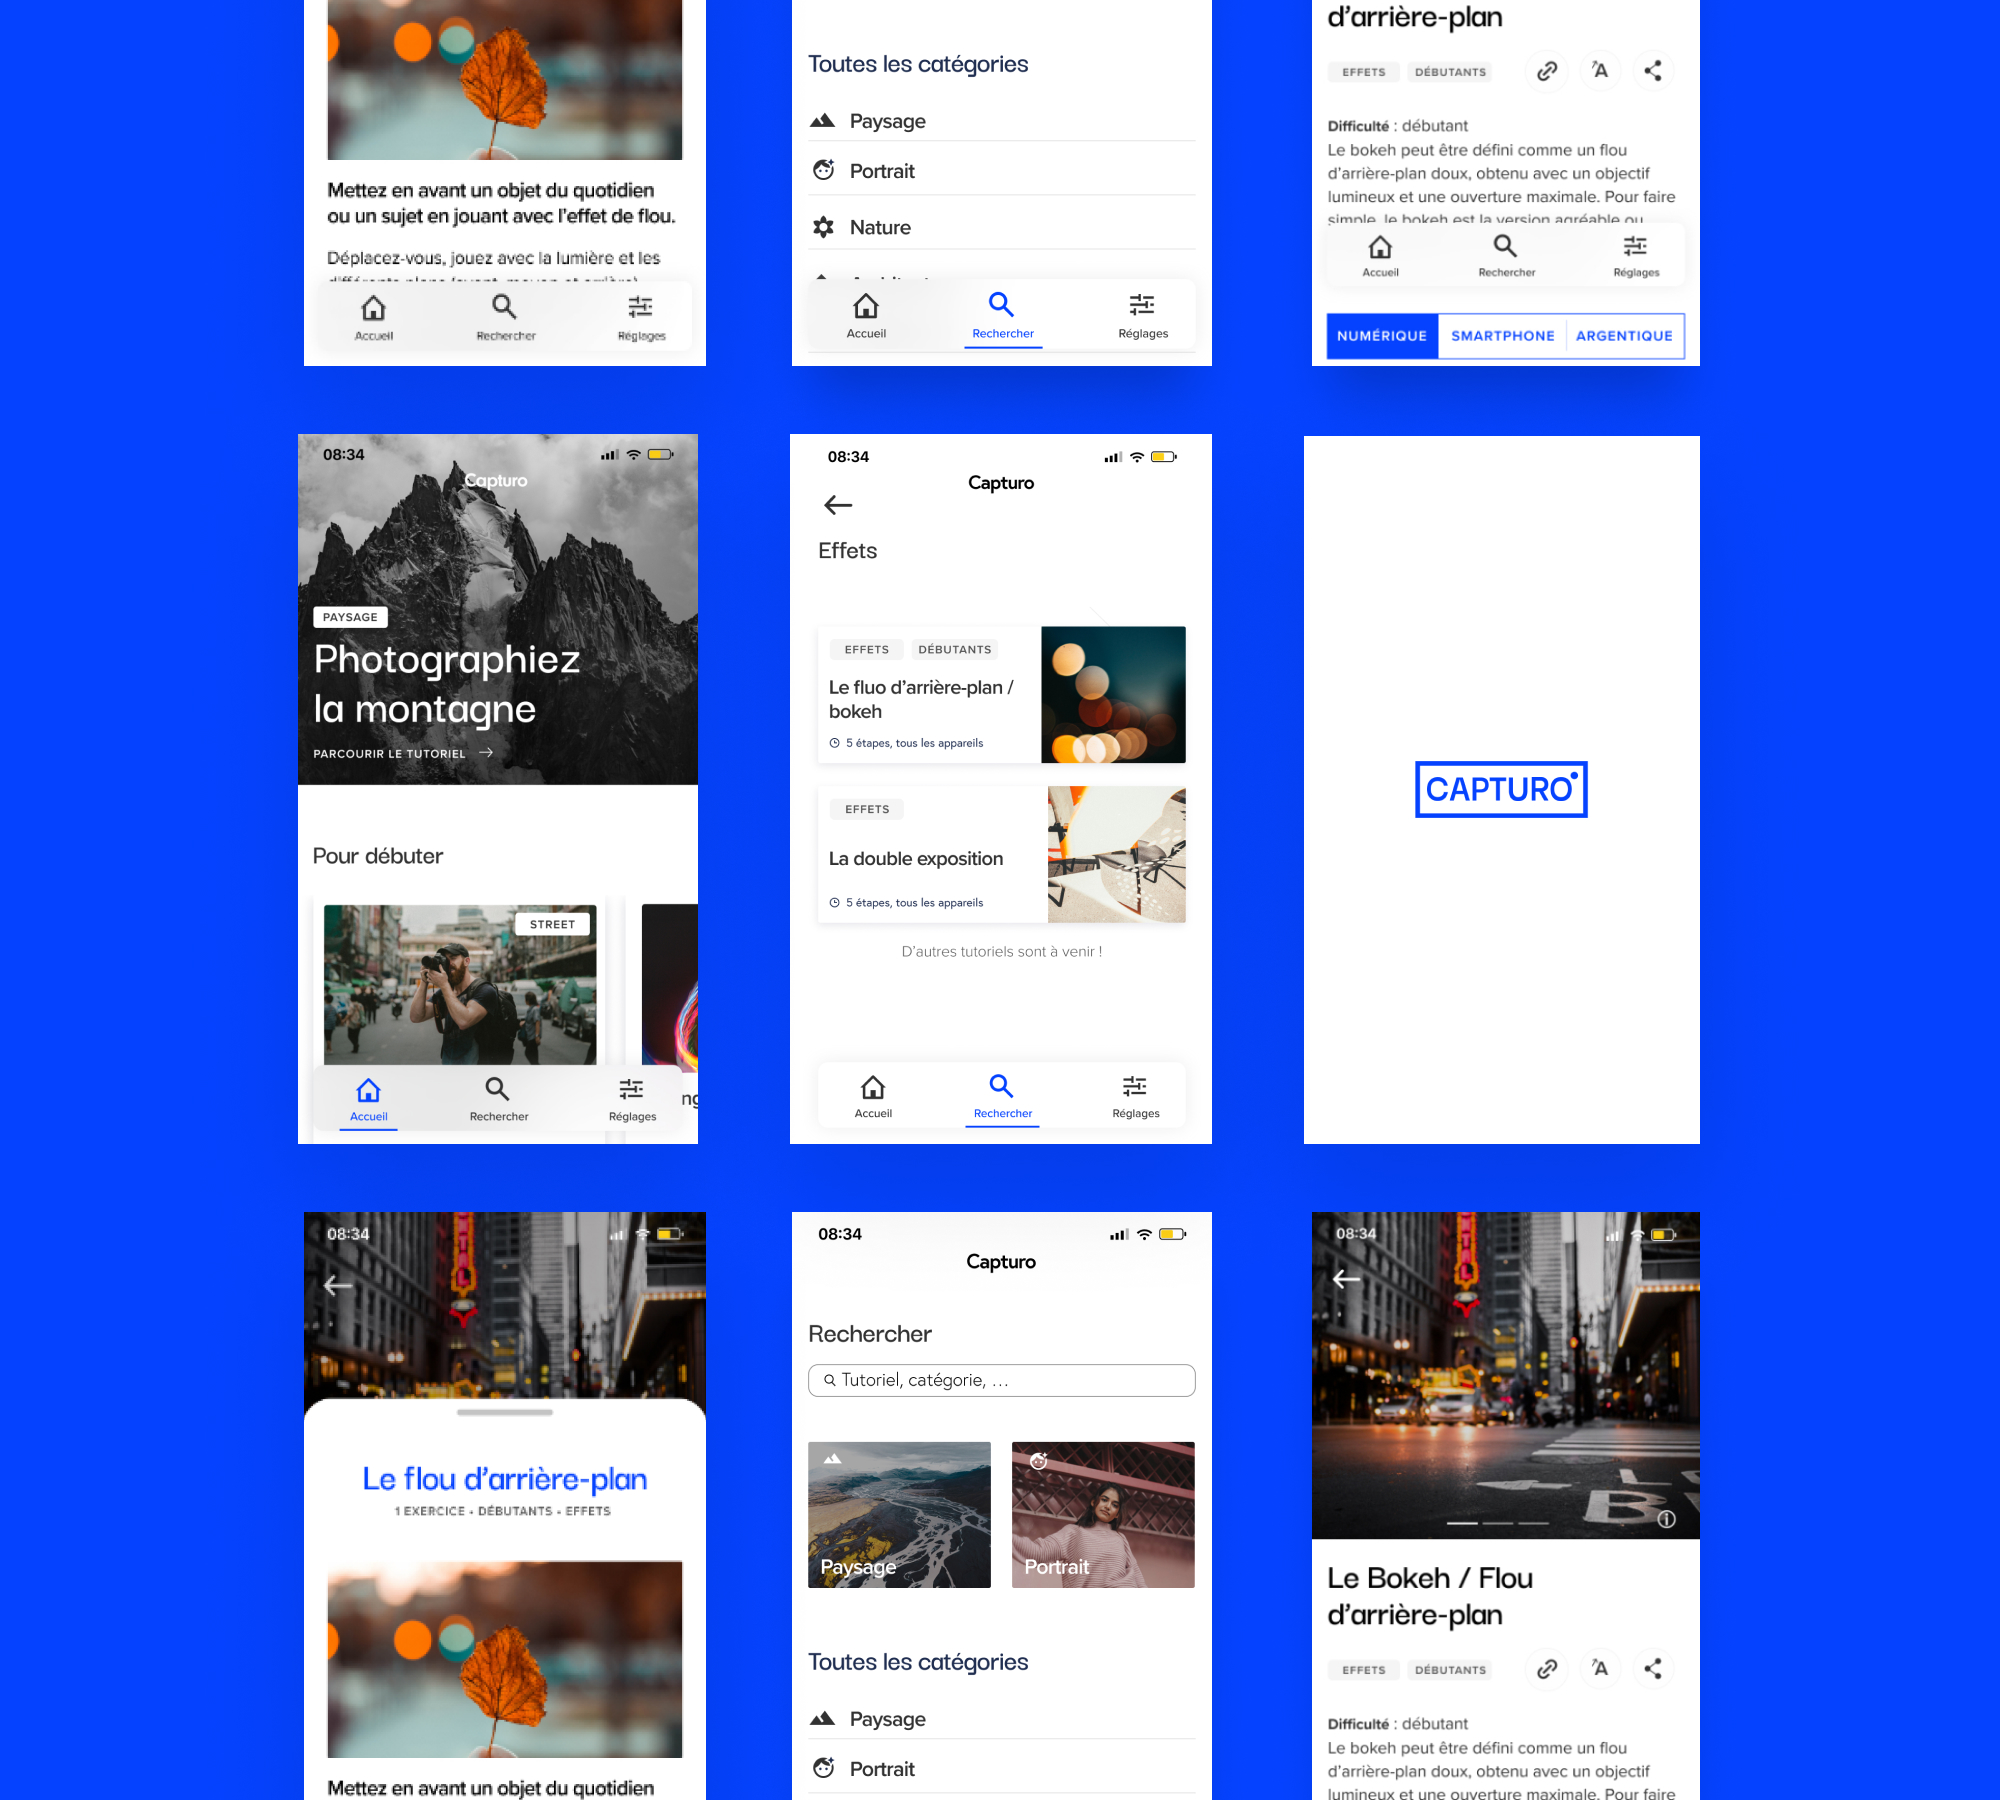 Mettez en avant un objet du quotidien
ou un sujet en jouant avec l'effet de flou.
Déplacez-vous, jouez avec la lumière et les
différents plans (avant, moyen et arrière)
Accueil
Rechercher
Réglages
Toutes les catégories
Paysage
Portrait
Nature
Accueil
Rechercher
Réglages
d'arrière-plan
EFFETS
DÉBUTANTS
Difficulté : débutant
Le bokeh peut être défini comme un flou
d'arrière-plan doux, obtenu avec un objectif
lumineux et une ouverture maximale. Pour faire
simple, le bokeh est la version agréable ou
Accueil
Rechercher
Réglages
NUMÉRIQUE
SMARTPHONE
ARGENTIQUE
08:34
Capturo
PAYSAGE
Photographiez
la montagne
PARCOURIR LE TUTORIEL
Pour débuter
STREET
ng
Accueil
Rechercher
Réglages
08:34
Capturo
Effets
EFFETS
DÉBUTANTS
Le fluo d'arrière-plan /
bokeh
5 étapes, tous les appareils
EFFETS
La double exposition
5 étapes, tous les appareils
D'autres tutoriels sont à venir !
Accueil
Rechercher
Réglages
CAPTURO
08:34
Le flou d'arrière-plan
1 EXERCICE • DÉBUTANTS • EFFETS
Mettez en avant un objet du quotidien
08:34
Capturo
Rechercher
Tutoriel, catégorie, ...
Paysage
Portrait
Toutes les catégories
Paysage
Portrait
08:34
Le Bokeh / Flou
d'arrière-plan
EFFETS
DÉBUTANTS
Difficulté : débutant
Le bokeh peut être défini comme un flou
d'arrière-plan doux, obtenu avec un objectif
lumineux et une ouverture maximale. Pour faire